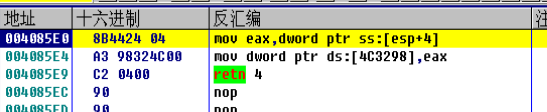 地址 十六进制 反汇编 注
004085E0 8B4424 04 mov eax,dword ptr ss:[esp+4]
004085E4 A3 98324C00 mov dword ptr ds:[4C3298],eax
004085E9 C2 0400 retn 4
004085EC 90 nop
004085ED 90 nop